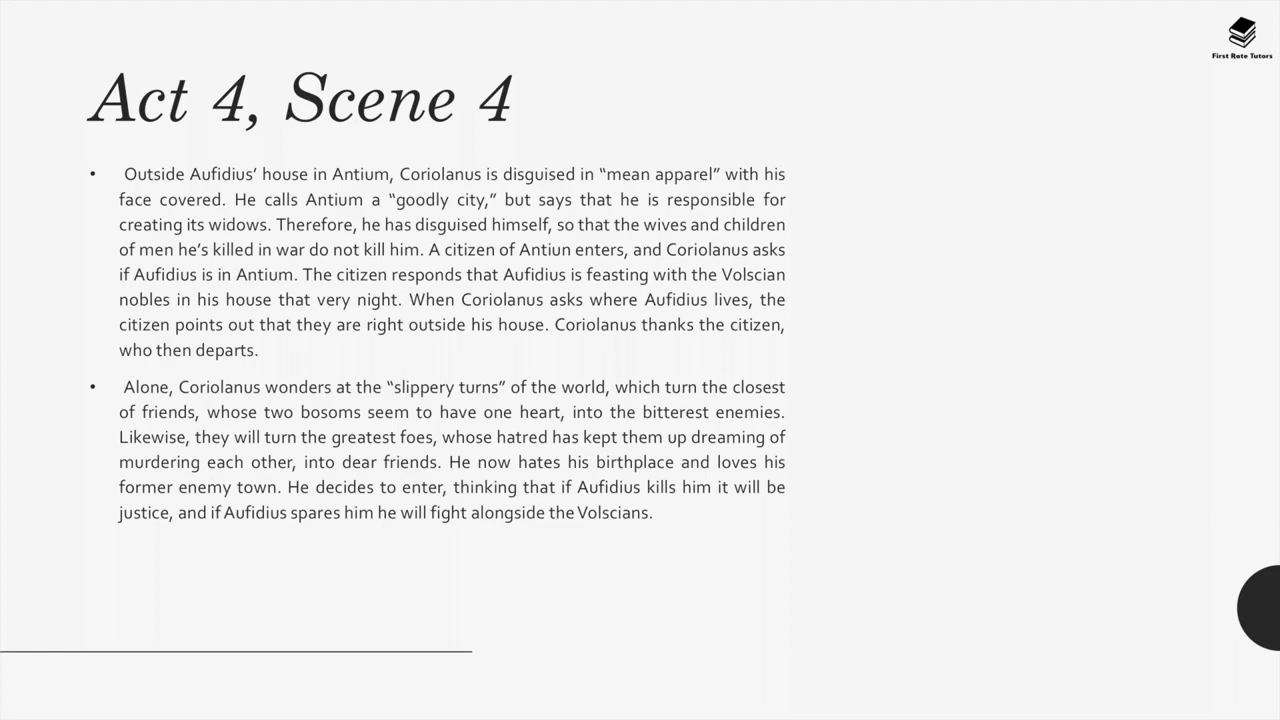 First Rate Tutors
Act 4, Scene 4
• Outside Aufidius’ house in Antium, Coriolanus is disguised in “mean apparel” with his
face covered. He calls Antium a “goodly city,” but says that he is responsible for
creating its widows. Therefore, he has disguised himself, so that the wives and children
of men he’s killed in war do not kill him. A citizen of Antiun enters, and Coriolanus asks
if Aufidius is in Antium. The citizen responds that Aufidius is feasting with the Volscian
nobles in his house that very night. When Coriolanus asks where Aufidius lives, the
citizen points out that they are right outside his house. Coriolanus thanks the citizen,
who then departs.
• Alone, Coriolanus wonders at the “slippery turns” of the world, which turn the closest
of friends, whose two bosoms seem to have one heart, into the bitterest enemies.
Likewise, they will turn the greatest foes, whose hatred has kept them up dreaming of
murdering each other, into dear friends. He now hates his birthplace and loves his
former enemy town. He decides to enter, thinking that if Aufidius kills him it will be
justice, and if Aufidius spares him he will fight alongside the Volscians.